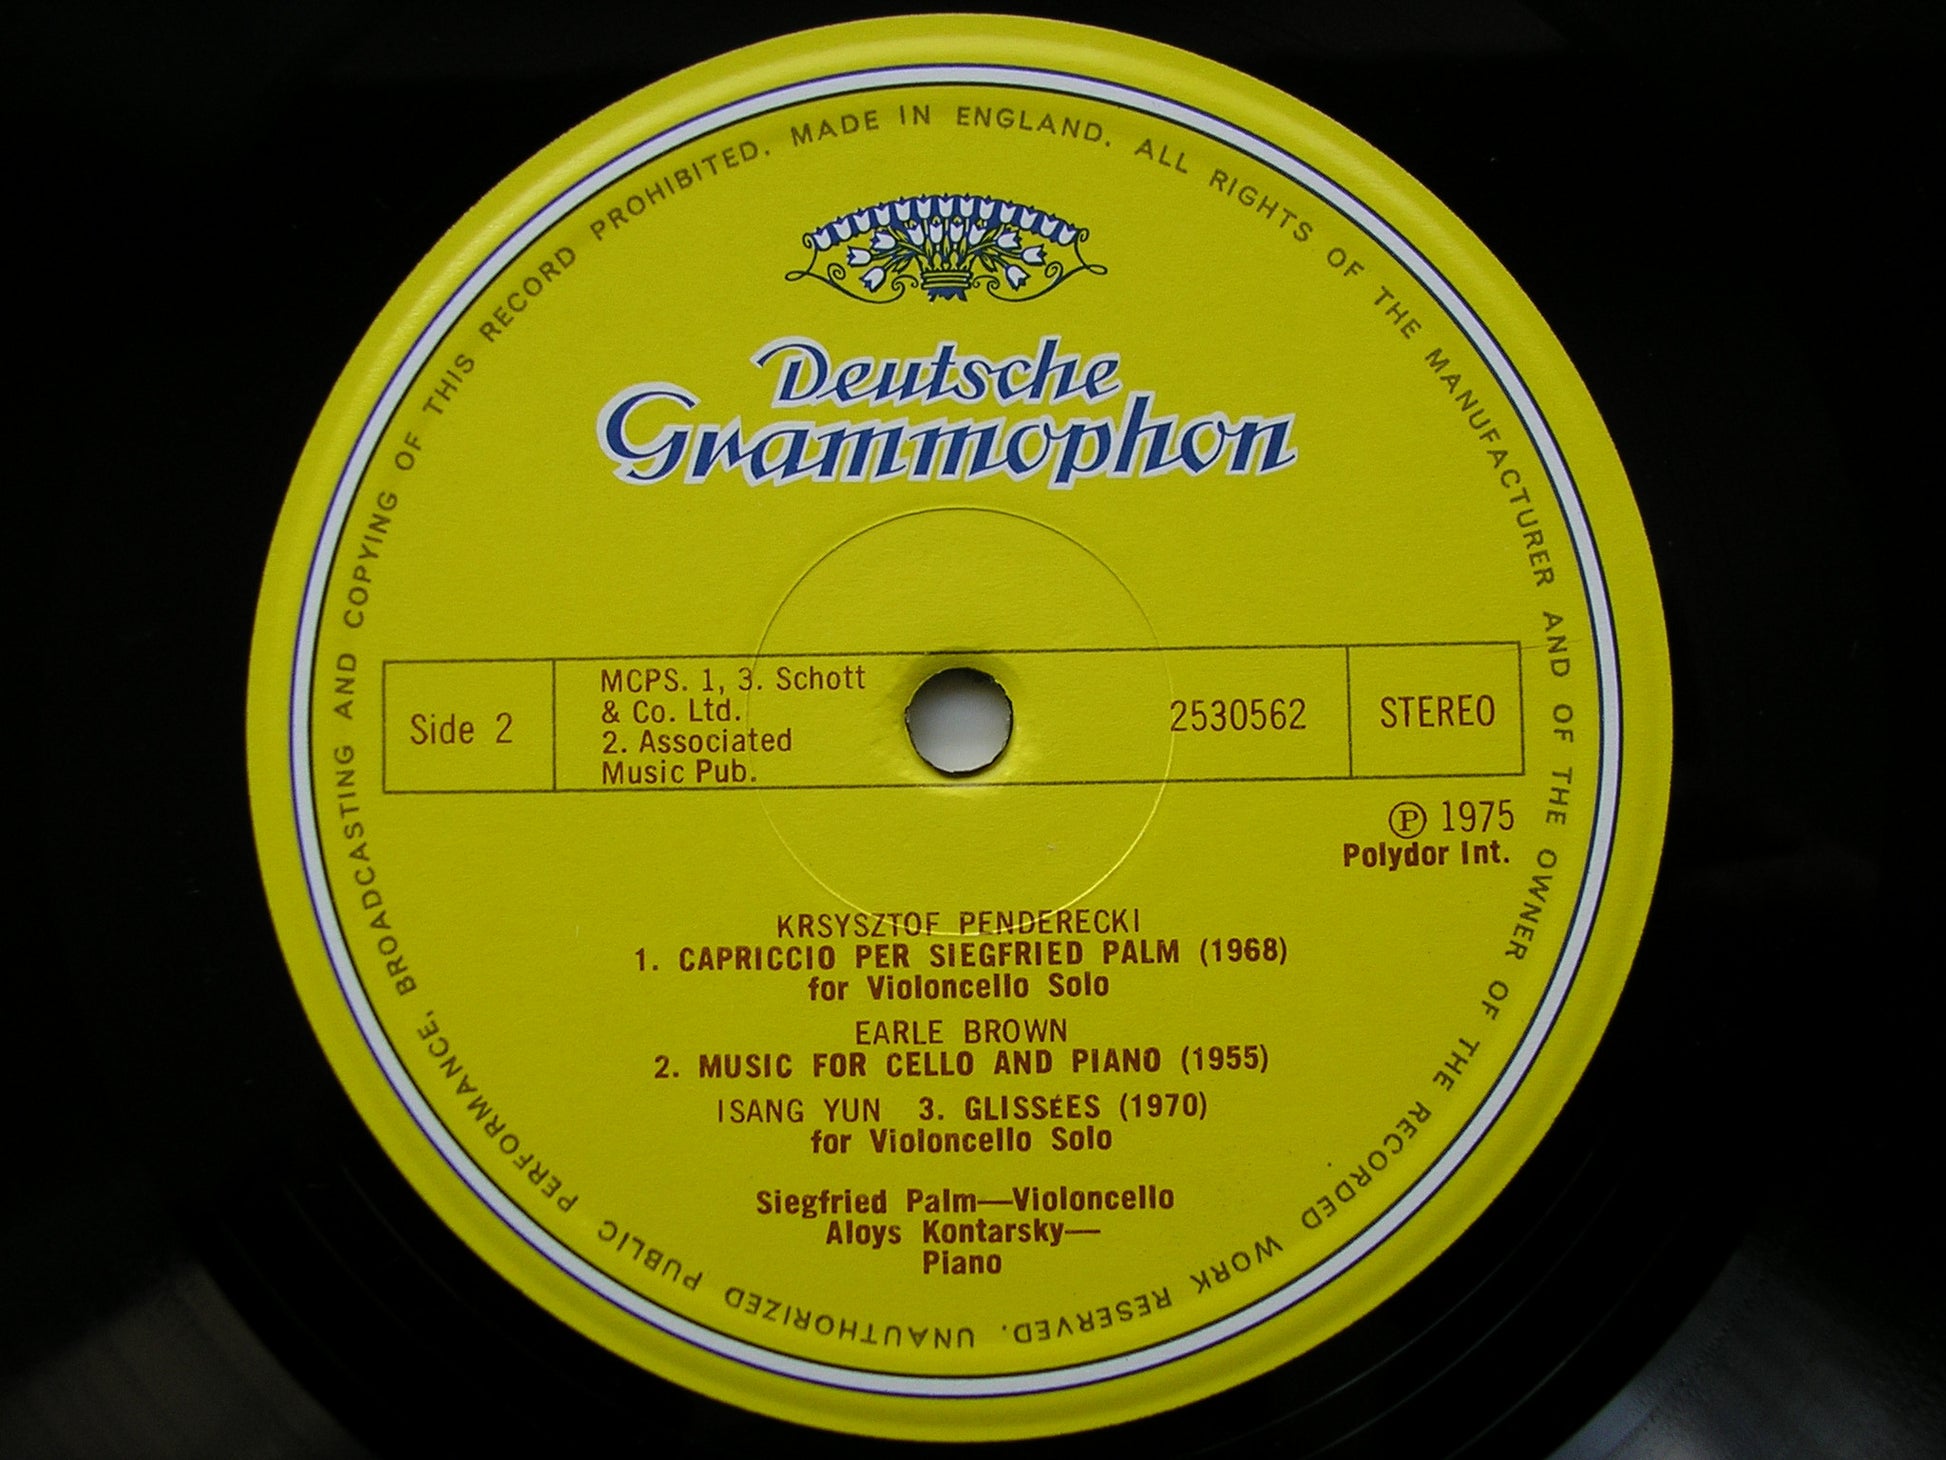 MADE IN ENGLAND. ALL RIGHTS OF THE MANUFACTURER AND OF THE OWNER OF THE RECORDED WORK RESERVED. UNAUTHORIZED PUBLIC PERFORMANCE, BROADCASTING AND COPYING OF THIS RECORD PROHIBITED.
Deutsche
Grammophon
Side 2
MCPS. 1, 3. Schott
& Co. Ltd.
2. Associated
Music Pub.
2530562
STEREO
Ⓟ 1975
Polydor Int.
KRSYSZTOF PENDERECKI
1. CAPRICCIO PER SIEGFRIED PALM (1968)
for Violoncello Solo
EARLE BROWN
2. MUSIC FOR CELLO AND PIANO (1955)
ISANG YUN 3. GLISSÉES (1970)
for Violoncello Solo
Siegfried Palm—Violoncello
Aloys Kontarsky—
Piano